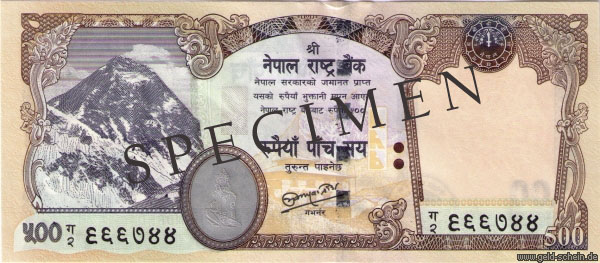 श्री
नेपाल राष्ट्र बैंक
नेपाल सरकारको जमानत प्राप्त
यसको रुपैयाँ भुक्तानी
नेपाल राष्ट्र
रुपैयाँ पाँच सय
तुरुन्त पाइनेछ
गभर्नर
SPECIMEN
५०० ग २ ६६६७४४
ग २ ६६६७४४
500
© www.geld-schein.de